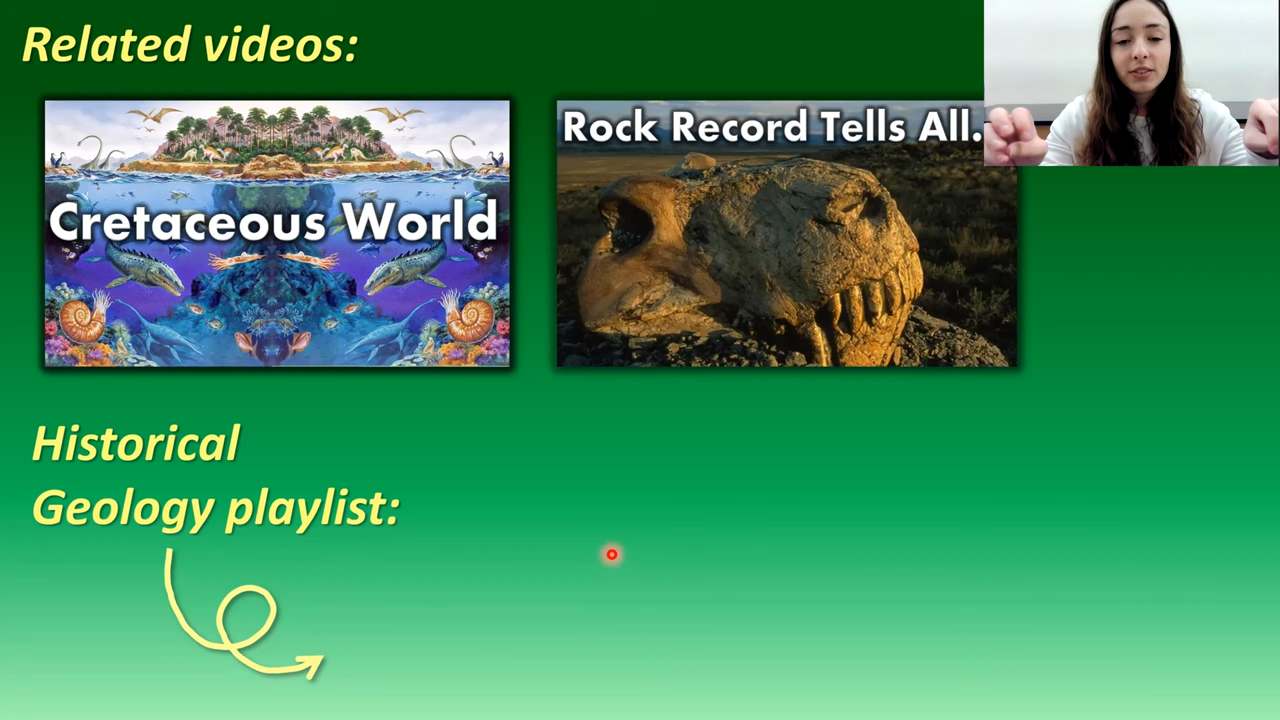 Related videos:
Cretaceous World
Rock Record Tells All.
Historical
Geology playlist: